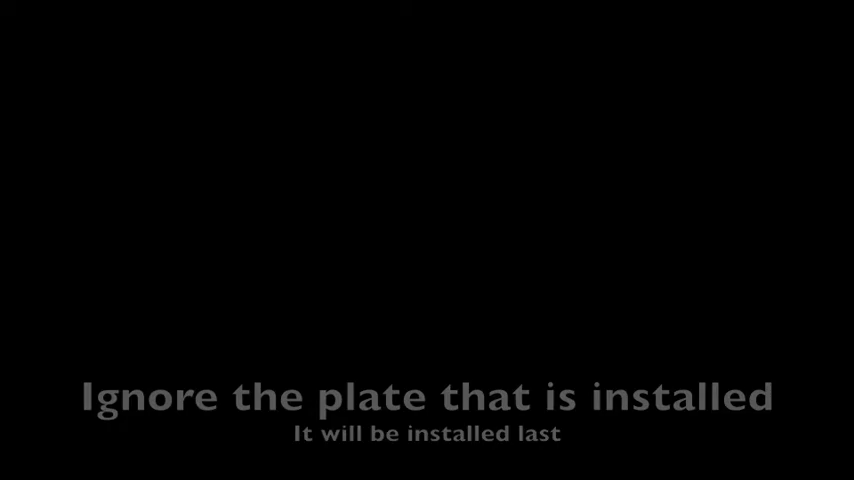 Ignore the plate that is installed
It will be installed last